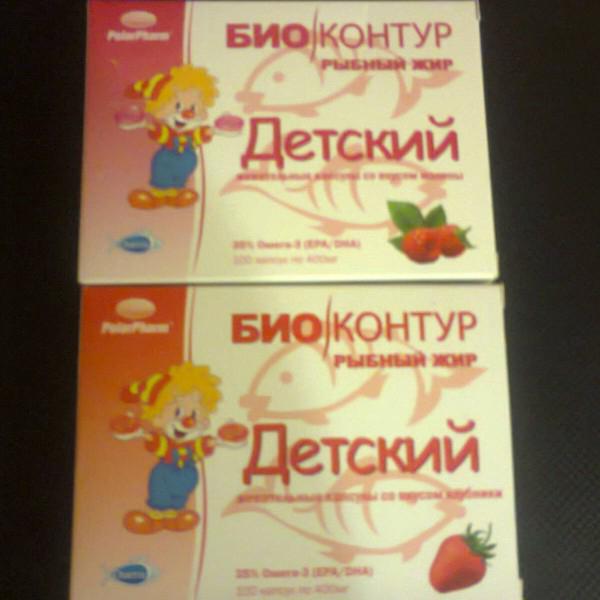 PolarPharm
БИО КОНТУР
РЫБНЫЙ ЖИР
Детский
жевательные капсулы со вкусом малины
35% Омега-3 (EPA/DHA)
100 капсул по 400мг
PolarPharm
БИО КОНТУР
РЫБНЫЙ ЖИР
Детский
жевательные капсулы со вкусом клубники
35% Омега-3 (EPA/DHA)
100 капсул по 400мг